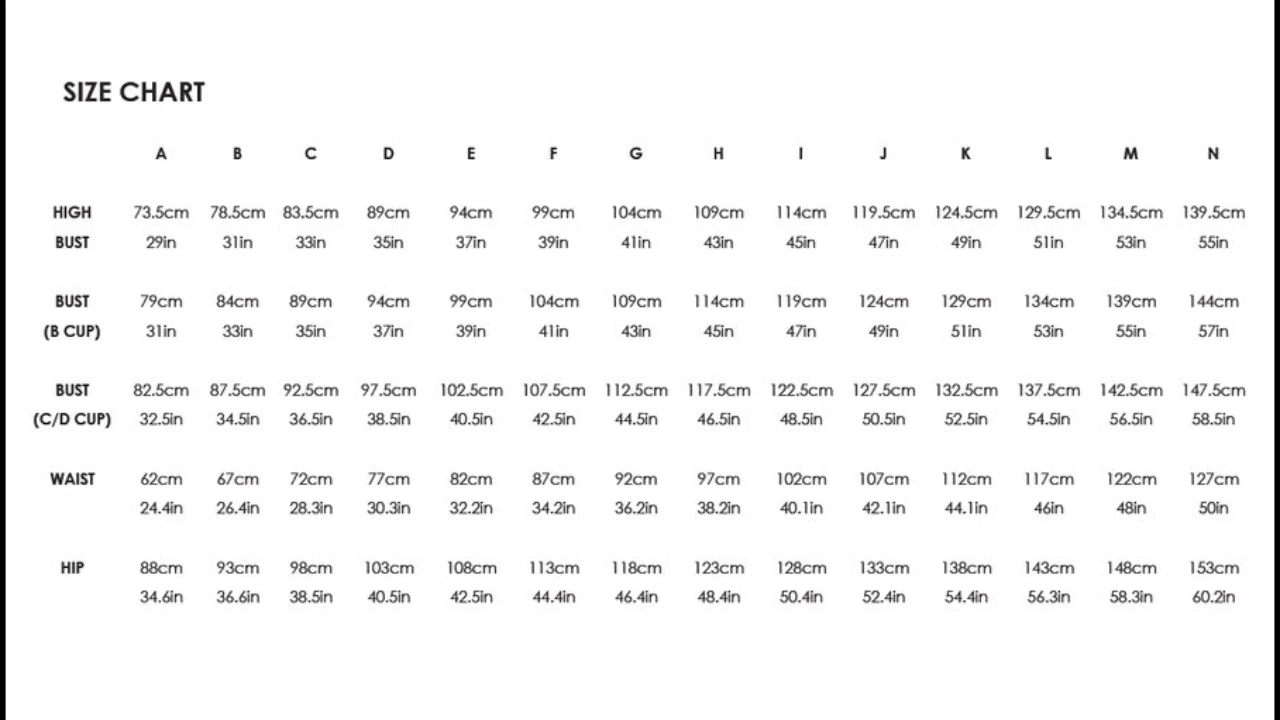 SIZE CHART
A B C D E F G H I J K L M N
HIGH 73.5cm 78.5cm 83.5cm 89cm 94cm 99cm 104cm 109cm 114cm 119.5cm 124.5cm 129.5cm 134.5cm 139.5cm
BUST 29in 31in 33in 35in 37in 39in 41in 43in 45in 47in 49in 51in 53in 55in
BUST 79cm 84cm 89cm 94cm 99cm 104cm 109cm 114cm 119cm 124cm 129cm 134cm 139cm 144cm
(B CUP) 31in 33in 35in 37in 39in 41in 43in 45in 47in 49in 51in 53in 55in 57in
BUST 82.5cm 87.5cm 92.5cm 97.5cm 102.5cm 107.5cm 112.5cm 117.5cm 122.5cm 127.5cm 132.5cm 137.5cm 142.5cm 147.5cm
(C/D CUP) 32.5in 34.5in 36.5in 38.5in 40.5in 42.5in 44.5in 46.5in 48.5in 50.5in 52.5in 54.5in 56.5in 58.5in
WAIST 62cm 67cm 72cm 77cm 82cm 87cm 92cm 97cm 102cm 107cm 112cm 117cm 122cm 127cm
24.4in 26.4in 28.3in 30.3in 32.2in 34.2in 36.2in 38.2in 40.1in 42.1in 44.1in 46in 48in 50in
HIP 88cm 93cm 98cm 103cm 108cm 113cm 118cm 123cm 128cm 133cm 138cm 143cm 148cm 153cm
34.6in 36.6in 38.5in 40.5in 42.5in 44.4in 46.4in 48.4in 50.4in 52.4in 54.4in 56.3in 58.3in 60.2in